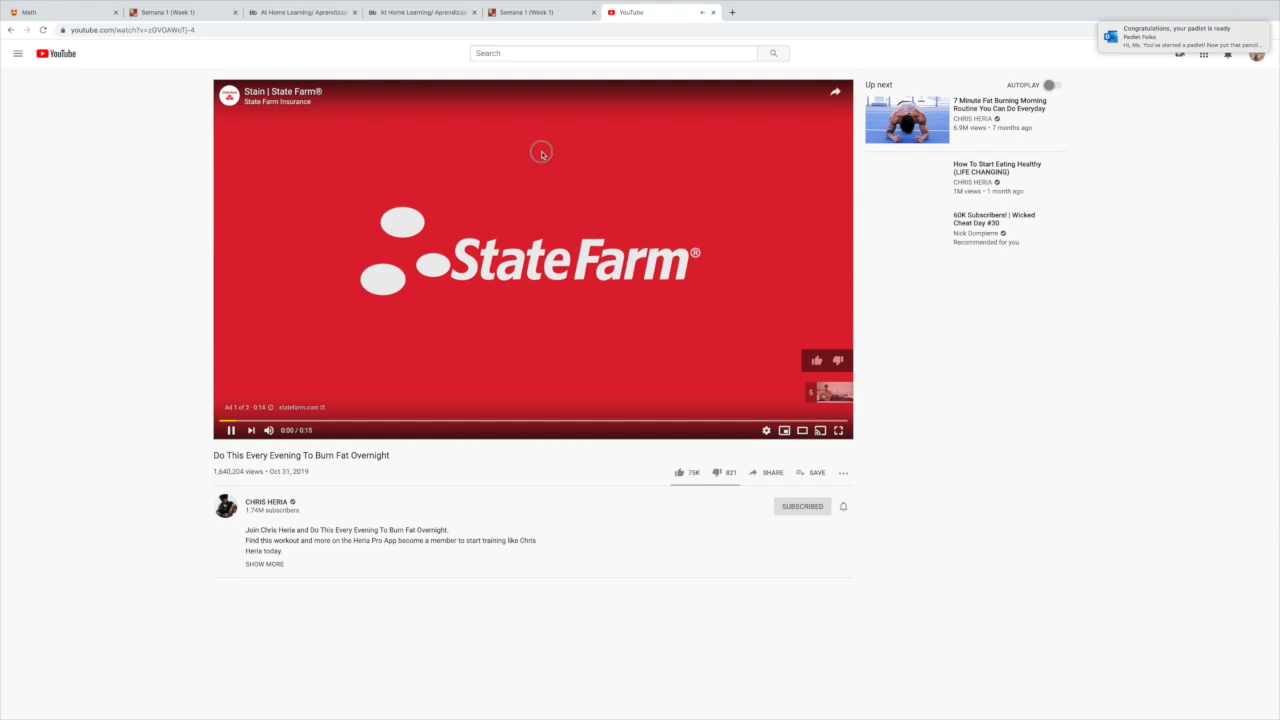 Math
Semana 1 (Week 1)
At Home Learning/ Aprendizaj
At Home Learning/ Aprendizaj
Semana 1 (Week 1)
YouTube
youtube.com/watch?v=zGVOAWoTj-4
Congratulations, your padlet is ready
Padlet Folks
Hi, Ms. You've started a padlet! Now put that pencil...
YouTube
Search
Stain | State Farm®
State Farm Insurance
StateFarm®
5
Ad 1 of 2 · 0:14
statefarm.com
0:00 / 0:15
Do This Every Evening To Burn Fat Overnight
1,640,204 views • Oct 31, 2019
75K
821
SHARE
SAVE
CHRIS HERIA
1.74M subscribers
SUBSCRIBED
Join Chris Heria and Do This Every Evening To Burn Fat Overnight.
Find this workout and more on the Heria Pro App become a member to start training like Chris
Heria today.
SHOW MORE
Up next
AUTOPLAY
7 Minute Fat Burning Morning
Routine You Can Do Everyday
CHRIS HERIA
6.9M views • 7 months ago
How To Start Eating Healthy
(LIFE CHANGING)
CHRIS HERIA
1M views • 1 month ago
60K Subscribers! | Wicked
Cheat Day #30
Nick Dompierre
Recommended for you